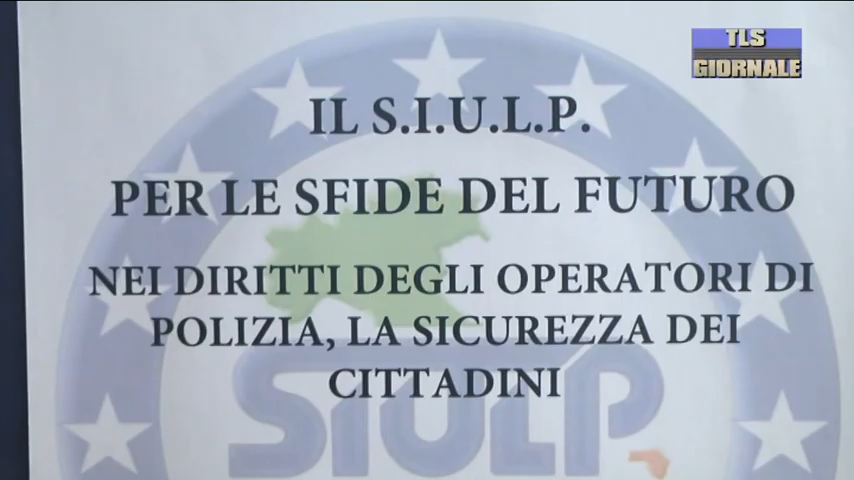 TLS
GIORNALE
IL S.I.U.L.P.
PER LE SFIDE DEL FUTURO
NEI DIRITTI DEGLI OPERATORI DI
POLIZIA, LA SICUREZZA DEI
CITTADINI
SIULP